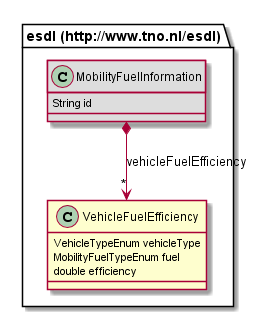 esdl (http://www.tno.nl/esdl)
C MobilityFuelInformation
String id
vehicleFuelEfficiency
*
C VehicleFuelEfficiency
VehicleTypeEnum vehicleType
MobilityFuelTypeEnum fuel
double efficiency